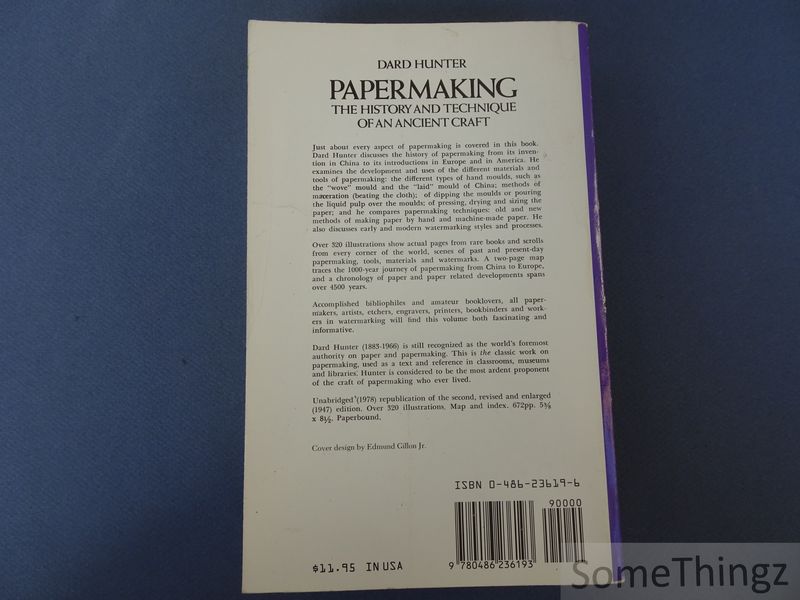 DARD HUNTER
PAPERMAKING
THE HISTORY AND TECHNIQUE
OF AN ANCIENT CRAFT
Just about every aspect of papermaking is covered in this book.
Dard Hunter discusses the history of papermaking from its inven-
tion in China to its introductions in Europe and in America. He
examines the development and uses of the different materials and
tools of papermaking: the different types of hand moulds, such as
the "wove" mould and the "laid" mould of China; methods of
maceration (beating the cloth); of dipping the moulds or pouring
the liquid pulp over the moulds; of pressing, drying and sizing the
paper; and he compares papermaking techniques: old and new
methods of making paper by hand and machine-made paper. He
also discusses early and modern watermarking styles and processes.
Over 320 illustrations show actual pages from rare books and scrolls
from every corner of the world, scenes of past and present-day
papermaking, tools, materials and watermarks. A two-page map
traces the 1000-year journey of papermaking from China to Europe,
and a chronology of paper and paper related developments spans
over 4500 years.
Accomplished bibliophiles and amateur booklovers, all paper-
makers, artists, etchers, engravers, printers, bookbinders and work-
ers in watermarking will find this volume both fascinating and
informative.
Dard Hunter (1883-1966) is still recognized as the world's foremost
authority on paper and papermaking. This is the classic work on
papermaking, used as a text and reference in classrooms, museums
and libraries. Hunter is considered to be the most ardent proponent
of the craft of papermaking who ever lived.
Unabridged (1978) republication of the second, revised and enlarged
(1947) edition. Over 320 illustrations. Map and index. 672pp. 5⅜
x 8½. Paperbound.
Cover design by Edmund Gillon Jr.
ISBN 0-486-23619-6
90000
9 780486 236193
$11.95 IN USA
SomeThingz